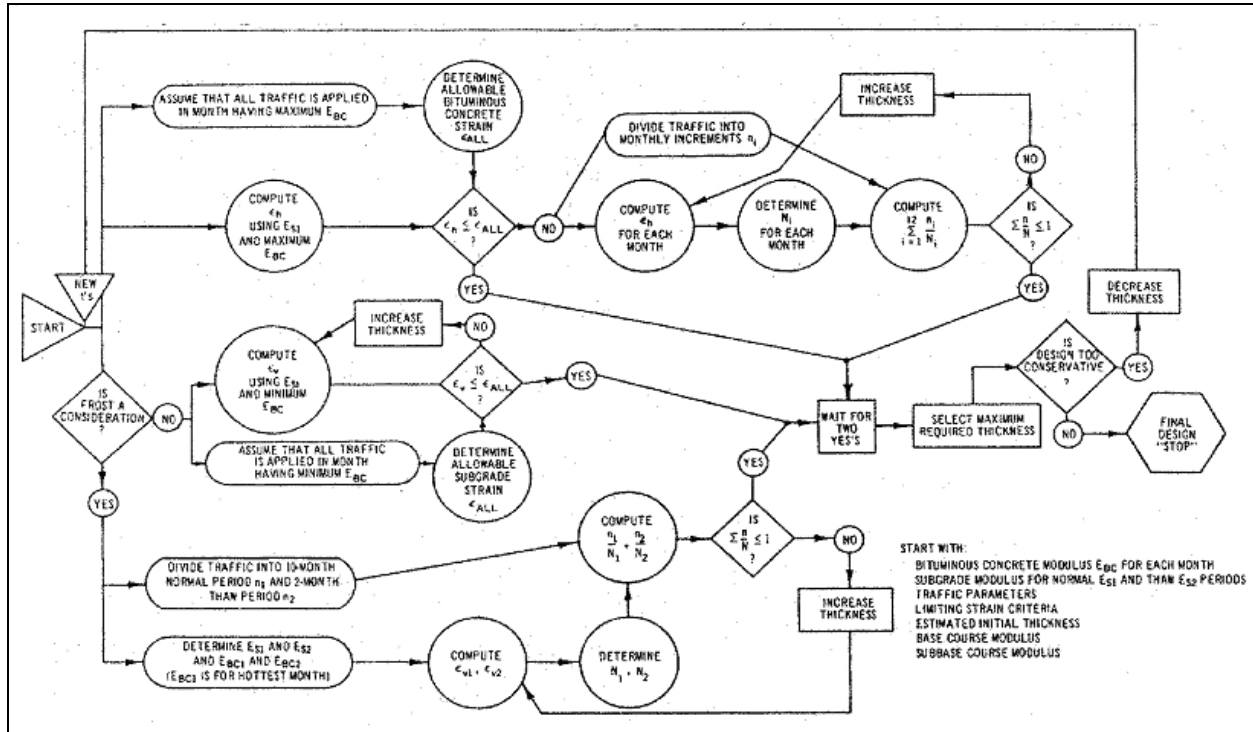 ASSUME THAT ALL TRAFFIC IS APPLIED
IN MONTH HAVING MAXIMUM E_BC
DETERMINE
ALLOWABLE
BITUMINOUS
CONCRETE
STRAIN
ϵ_ALL
INCREASE
THICKNESS
DIVIDE TRAFFIC INTO
MONTHLY INCREMENTS n_i
NO
COMPUTE
ϵ_h
USING E_S1
AND MAXIMUM
E_BC
IS
ϵ_h ≤ ϵ_ALL
?
NO
COMPUTE
ϵ_h
FOR EACH
MONTH
DETERMINE
N_i
FOR EACH
MONTH
COMPUTE
12
Σ n_i/N_i
i = 1
IS
Σ n/N ≤ 1
?
YES
YES
NEW
t's
START
DECREASE
THICKNESS
INCREASE
THICKNESS
NO
COMPUTE
ϵ_v
USING E_S1
AND MINIMUM
E_BC
IS
ϵ_v ≤ ϵ_ALL
?
YES
IS
DESIGN TOO
CONSERVATIVE
?
YES
IS
FROST A
CONSIDERATION
?
NO
WAIT FOR
TWO
YES'S
SELECT MAXIMUM
REQUIRED THICKNESS
NO
FINAL
DESIGN
"STOP"
ASSUME THAT ALL TRAFFIC
IS APPLIED IN MONTH
HAVING MINIMUM E_BC
DETERMINE
ALLOWABLE
SUBGRADE
STRAIN
ϵ_ALL
YES
YES
COMPUTE
n_1/N_1 + n_2/N_2
IS
Σ n/N ≤ 1
?
NO
DIVIDE TRAFFIC INTO 10-MONTH
NORMAL PERIOD n_1 AND 2-MONTH
THAN PERIOD n_2
INCREASE
THICKNESS
DETERMINE E_S1 AND E_S2
AND E_BC1 AND E_BC2
(E_BC1 IS FOR HOTTEST MONTH)
COMPUTE
ϵ_v1, ϵ_v2
DETERMINE
N_1, N_2
START WITH:
BITUMINOUS CONCRETE MODULUS E_BC FOR EACH MONTH
SUBGRADE MODULUS FOR NORMAL E_S1 AND THAN E_S2 PERIODS
TRAFFIC PARAMETERS
LIMITING STRAIN CRITERIA
ESTIMATED INITIAL THICKNESS
BASE COURSE MODULUS
SUBBASE COURSE MODULUS